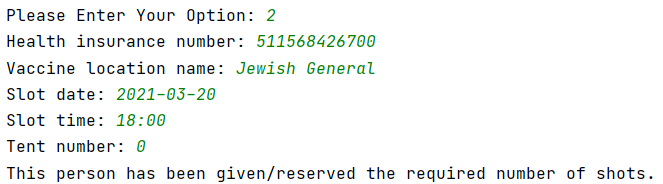 Please Enter Your Option: 2
Health insurance number: 511568426700
Vaccine location name: Jewish General
Slot date: 2021-03-20
Slot time: 18:00
Tent number: 0
This person has been given/reserved the required number of shots.